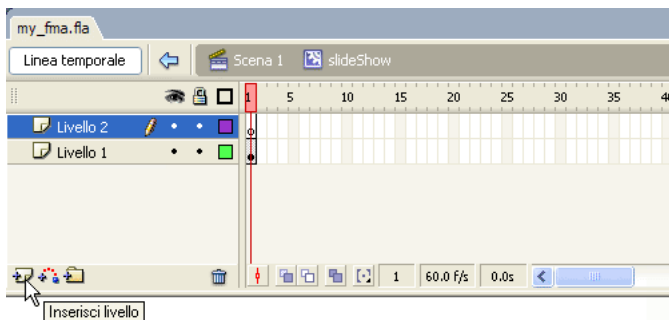 my_fma.fla
Linea temporale Scena 1 slideShow
1 5 10 15 20 25 30 35 40
Livello 2
Livello 1
1 60.0 f/s 0.0s
Inserisci livello